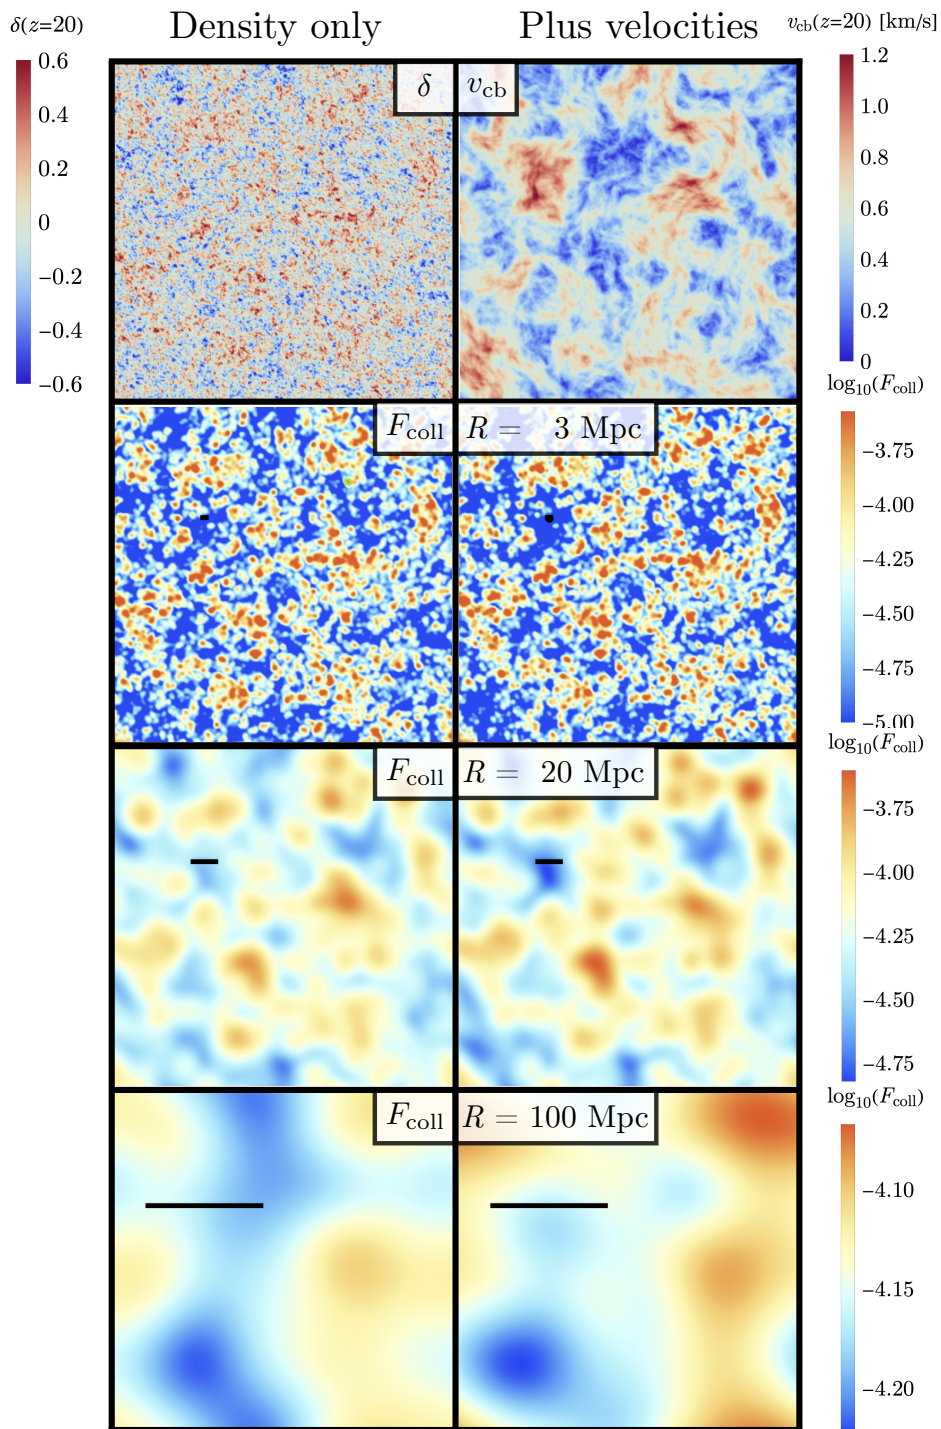 δ(z=20)
Density only
Plus velocities
v_cb(z=20) [km/s]
0.6
0.4
0.2
0
−0.2
−0.4
−0.6
δ
v_cb
1.2
1.0
0.8
0.6
0.4
0.2
0
log₁₀(F_coll)
F_coll
R = 3 Mpc
−3.75
−4.00
−4.25
−4.50
−4.75
−5.00
log₁₀(F_coll)
F_coll
R = 20 Mpc
−3.75
−4.00
−4.25
−4.50
−4.75
log₁₀(F_coll)
F_coll
R = 100 Mpc
−4.10
−4.15
−4.20